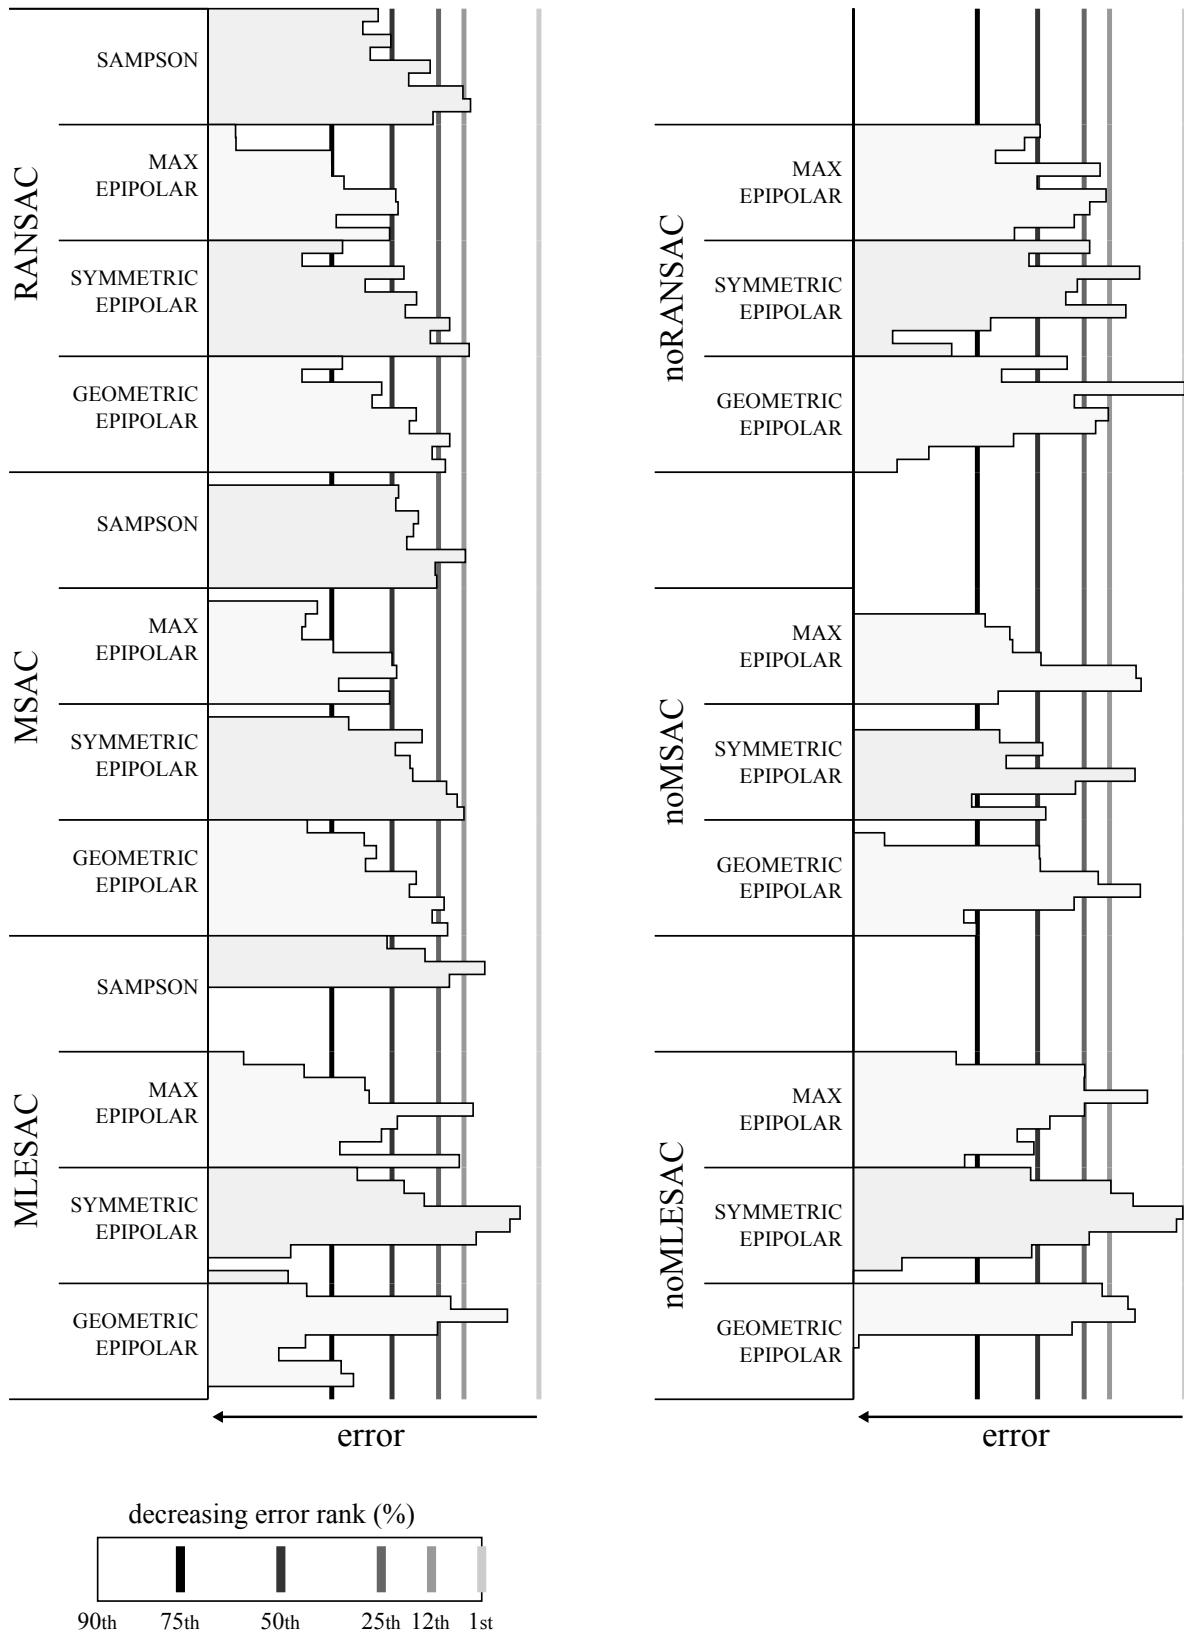 RANSAC
SAMPSON
MAX
EPIPOLAR
SYMMETRIC
EPIPOLAR
GEOMETRIC
EPIPOLAR
MSAC
SAMPSON
MAX
EPIPOLAR
SYMMETRIC
EPIPOLAR
GEOMETRIC
EPIPOLAR
MLESAC
SAMPSON
MAX
EPIPOLAR
SYMMETRIC
EPIPOLAR
GEOMETRIC
EPIPOLAR
error
noRANSAC
MAX
EPIPOLAR
SYMMETRIC
EPIPOLAR
GEOMETRIC
EPIPOLAR
noMSAC
MAX
EPIPOLAR
SYMMETRIC
EPIPOLAR
GEOMETRIC
EPIPOLAR
noMLESAC
MAX
EPIPOLAR
SYMMETRIC
EPIPOLAR
GEOMETRIC
EPIPOLAR
error
decreasing error rank (%)
90th 75th 50th 25th 12th 1st